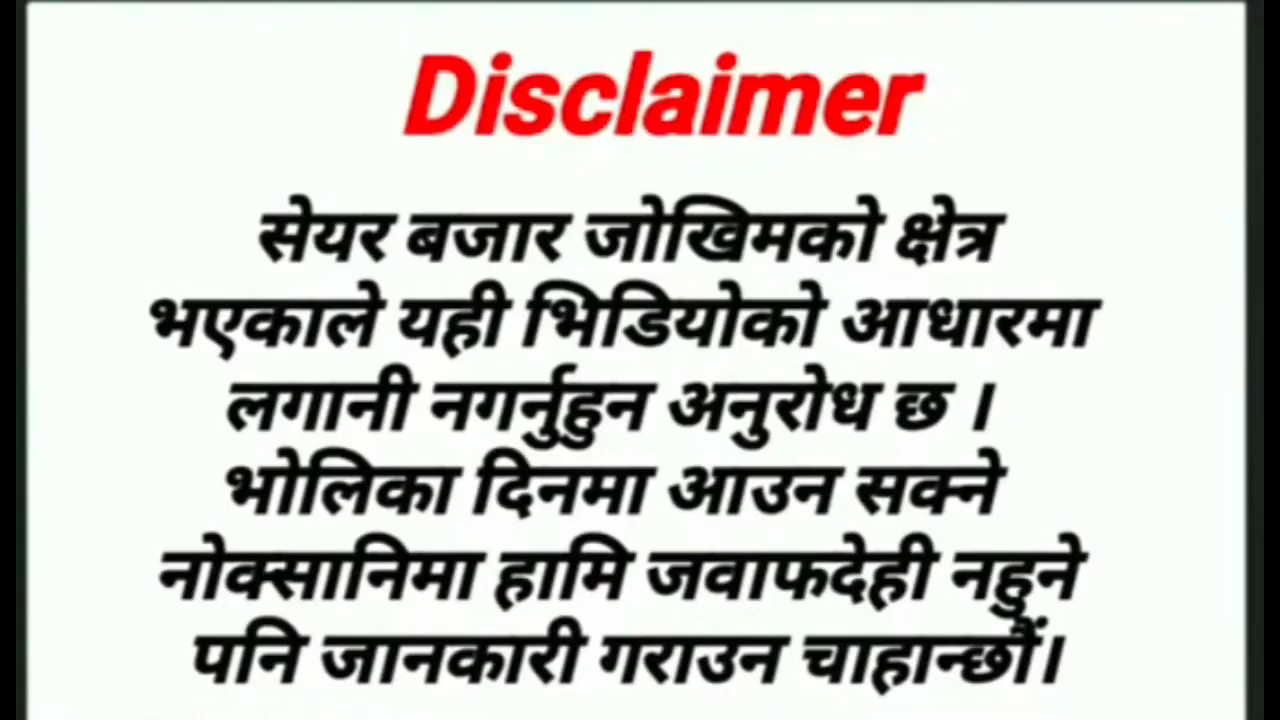 Disclaimer
सेयर बजार जोखिमको क्षेत्र
भएकाले यही भिडियोको आधारमा
लगानी नगर्नुहुन अनुरोध छ ।
भोलिका दिनमा आउन सक्ने
नोक्सानिमा हामि जवाफदेही नहुने
पनि जानकारी गराउन चाहान्छौं।